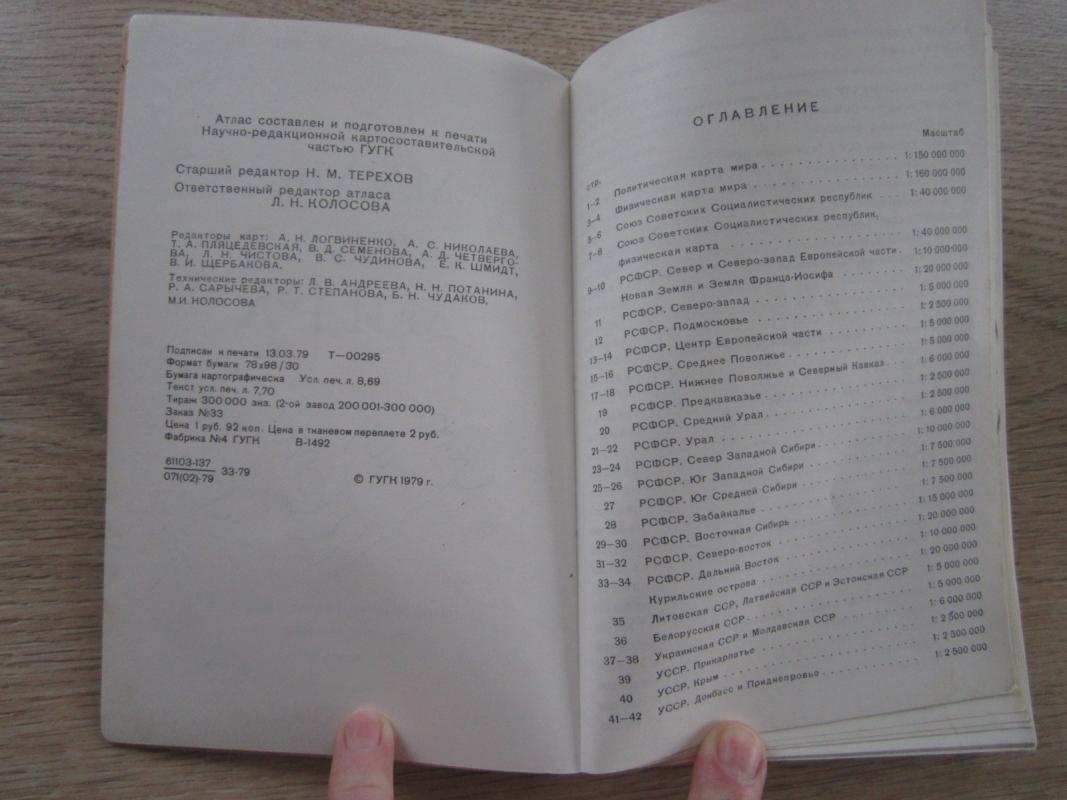 Атлас составлен и подготовлен к печати
Научно-редакционной картосоставительской
частью ГУГК
Старший редактор Н. М. ТЕРЕХОВ
Ответственный редактор атласа
Л. Н. КОЛОСОВА
Редакторы карт: А. Н. ЛОГВИНЕНКО, А. С. НИКОЛАЕВА,
Т. А. ПЛЯЦЕДЕВСКАЯ, В. Д. СЕМЕНОВА, А. Д. ЧЕТВЕРГО-
ВА, Л. Н. ЧИСТОВА, В. С. ЧУДИНОВА, Е. К. ШМИДТ,
В. И. ЩЕРБАКОВА.
Технические редакторы: Л. В. АНДРЕЕВА, Н. Н. ПОТАНИНА,
Р. А. САРЫЧЕВА, Р. Т. СТЕПАНОВА, Б. Н. ЧУДАКОВ,
М.И. КОЛОСОВА
Подписан к печати 13.03.79 Т—00295
Формат бумаги 78х98/30
Бумага картографическа Усл. печ. л. 8,69
Текст усл. печ. л. 7,70
Тираж 300 000 экз. (2-ой завод 200 001-300 000)
Заказ №33
Цена 1 руб. 92 коп. Цена в тканевом переплете 2 руб.
Фабрика №4 ГУГК В-1492
61103-137
071(02)-79 33-79
© ГУГК 1979 г.
ОГЛАВЛЕНИЕ
стр. Масштаб
1—2 Политическая карта мира 1: 150 000 000
3—4 Физическая карта мира 1: 160 000 000
5—6 Союз Советских Социалистических республик 1: 40 000 000
7—8 Союз Советских Социалистических республик,
физическая карта 1: 40 000 000
9—10 РСФСР. Север и Северо-запад Европейской части 1: 10 000 000
Новая Земля и Земля Франца-Иосифа 1: 20 000 000
11 РСФСР. Северо-запад 1: 5 000 000
12 РСФСР. Подмосковье 1: 2 500 000
13—14 РСФСР. Центр Европейской части 1: 5 000 000
15—16 РСФСР. Среднее Поволжье 1: 5 000 000
17—18 РСФСР. Нижнее Поволжье и Северный Кавказ 1: 6 000 000
19 РСФСР. Предкавказье 1: 2 500 000
20 РСФСР. Средний Урал 1: 2 500 000
21—22 РСФСР. Урал 1: 6 000 000
23—24 РСФСР. Север Западной Сибири 1: 10 000 000
25—26 РСФСР. Юг Западной Сибири 1: 7 500 000
27 РСФСР. Юг Средней Сибири 1: 7 500 000
28 РСФСР. Забайкалье 1: 7 500 000
29—30 РСФСР. Восточная Сибирь 1: 15 000 000
31—32 РСФСР. Северо-восток 1: 20 000 000
33—34 РСФСР. Дальний Восток 1: 10 000 000
Курильские острова 1: 20 000 000
35 Литовская ССР, Латвийская ССР и Эстонская ССР 1: 5 000 000
36 Белорусская ССР 1: 5 000 000
37—38 Украинская ССР и Молдавская ССР 1: 6 000 000
39 УССР. Прикарпатье 1: 2 500 000
40 УССР. Крым 1: 2 500 000
41—42 УССР. Донбасс и Приднепровье 1: 2 500 000